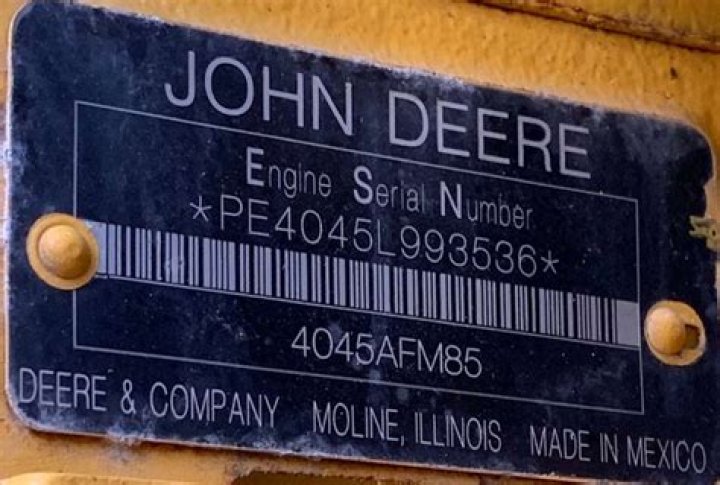 JOHN DEERE
Engine Serial Number
*PE4045L993536*
4045AFM85
DEERE & COMPANY MOLINE, ILLINOIS MADE IN MEXICO